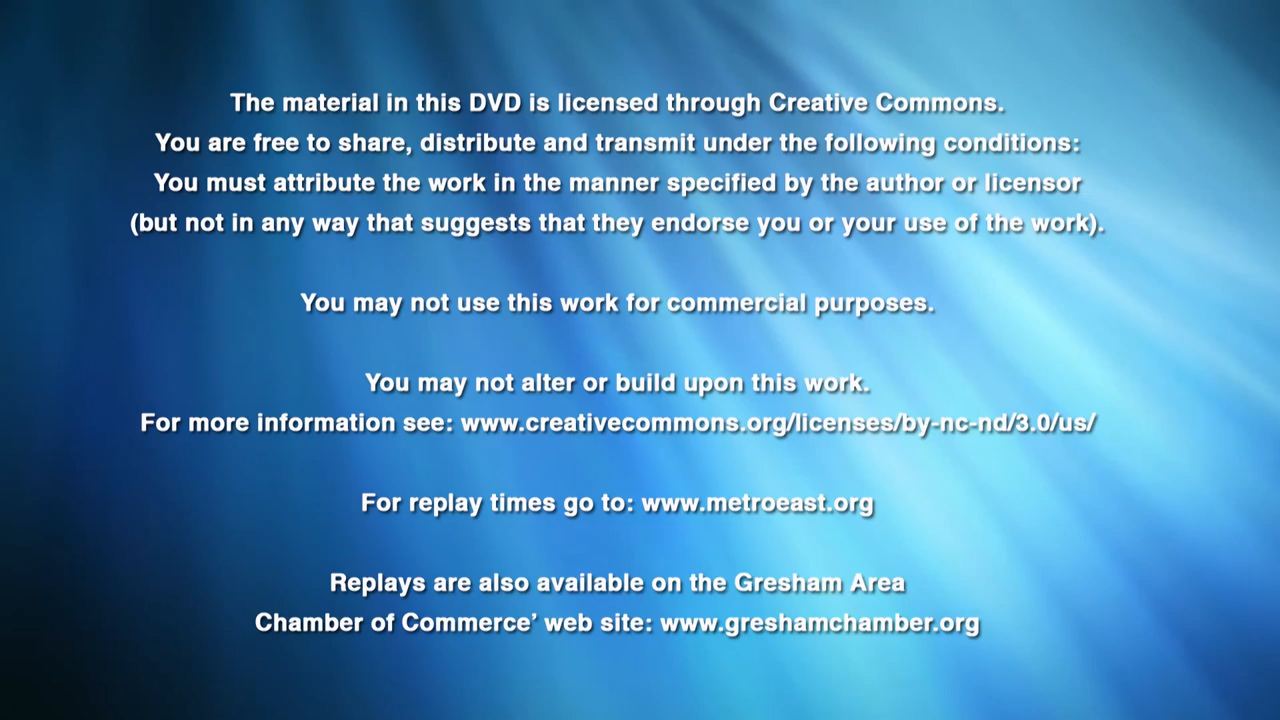 The material in this DVD is licensed through Creative Commons.
You are free to share, distribute and transmit under the following conditions:
You must attribute the work in the manner specified by the author or licensor
(but not in any way that suggests that they endorse you or your use of the work).
You may not use this work for commercial purposes.
You may not alter or build upon this work.
For more information see: www.creativecommons.org/licenses/by-nc-nd/3.0/us/
For replay times go to: www.metroeast.org
Replays are also available on the Gresham Area
Chamber of Commerce’ web site: www.greshamchamber.org